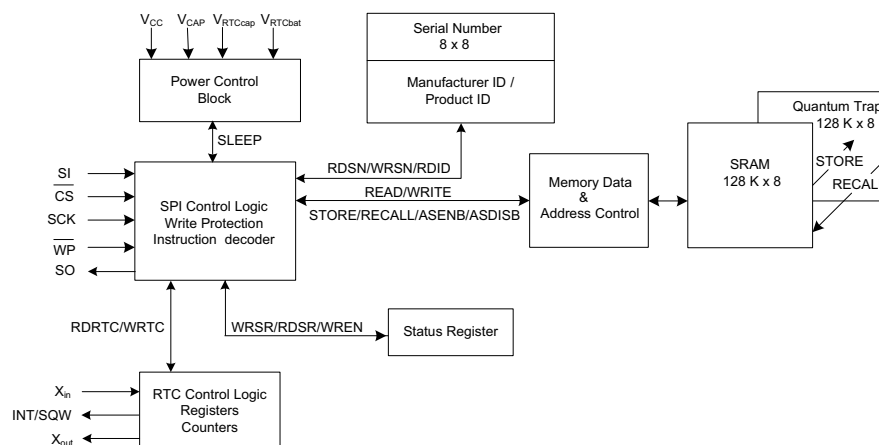 VCC
VCAP
VRTCcap
VRTCbat
Power Control
Block
SLEEP
Serial Number
8 x 8
Manufacturer ID /
Product ID
Quantum Trap
128 K x 8
SRAM
128 K x 8
STORE
RECALL
SI
CS
SCK
WP
SO
SPI Control Logic
Write Protection
Instruction decoder
RDSN/WRSN/RDID
READ/WRITE
STORE/RECALL/ASENB/ASDISB
Memory Data
&
Address Control
RDRTC/WRTC
WRSR/RDSR/WREN
Status Register
Xin
INT/SQW
Xout
RTC Control Logic
Registers
Counters